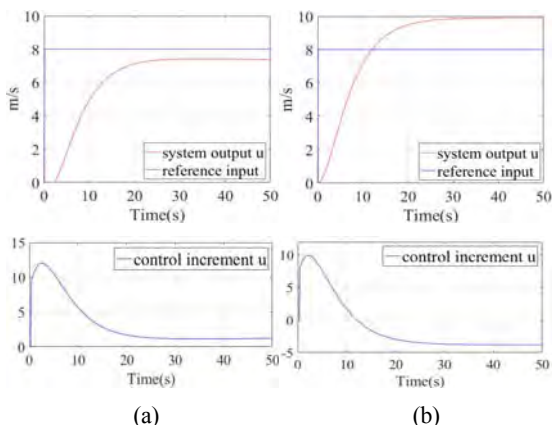 10
8
6
4
2
0
m/s
system output u
reference input
0 10 20 30 40 50
Time(s)
10
8
6
4
2
0
m/s
system output u
reference input
0 10 20 30 40 50
Time(s)
15
10
5
0
control increment u
0 10 20 30 40 50
Time(s)
10
5
0
-5
control increment u
0 10 20 30 40 50
Time(s)
(a)
(b)